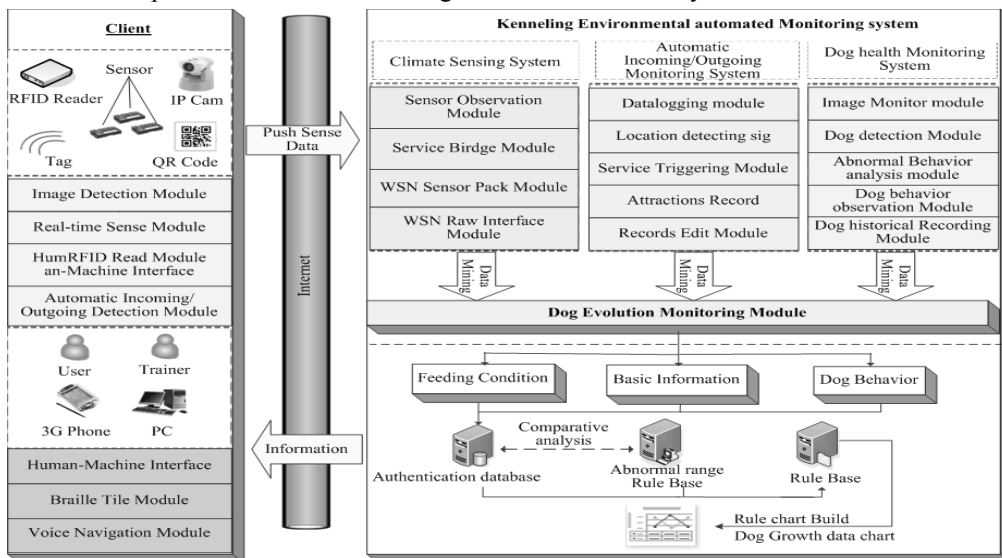 Client
Sensor
RFID Reader
IP Cam
Tag
QR Code
Image Detection Module
Real-time Sense Module
HumRFID Read Module
an-Machine Interface
Automatic Incoming/
Outgoing Detection Module
User
Trainer
3G Phone
PC
Human-Machine Interface
Braille Tile Module
Voice Navigation Module
Push Sense
Data
Internet
Information
Kenneling Environmental automated Monitoring system
Climate Sensing System
Sensor Observation
Module
Service Birdge Module
WSN Sensor Pack Module
WSN Raw Interface
Module
Automatic
Incoming/Outgoing
Monitoring System
Datalogging module
Location detecting sig
Service Triggering Module
Attractions Record
Records Edit Module
Dog health Monitoring
System
Image Monitor module
Dog detection Module
Abnormal Behavior
analysis module
Dog behavior
observation Module
Dog historical Recording
Module
Data
Mining
Data
Mining
Data
Mining
Dog Evolution Monitoring Module
Feeding Condition
Basic Information
Dog Behavior
Comparative
analysis
Authentication database
Abnormal range
Rule Base
Rule Base
Rule chart Build
Dog Growth data chart